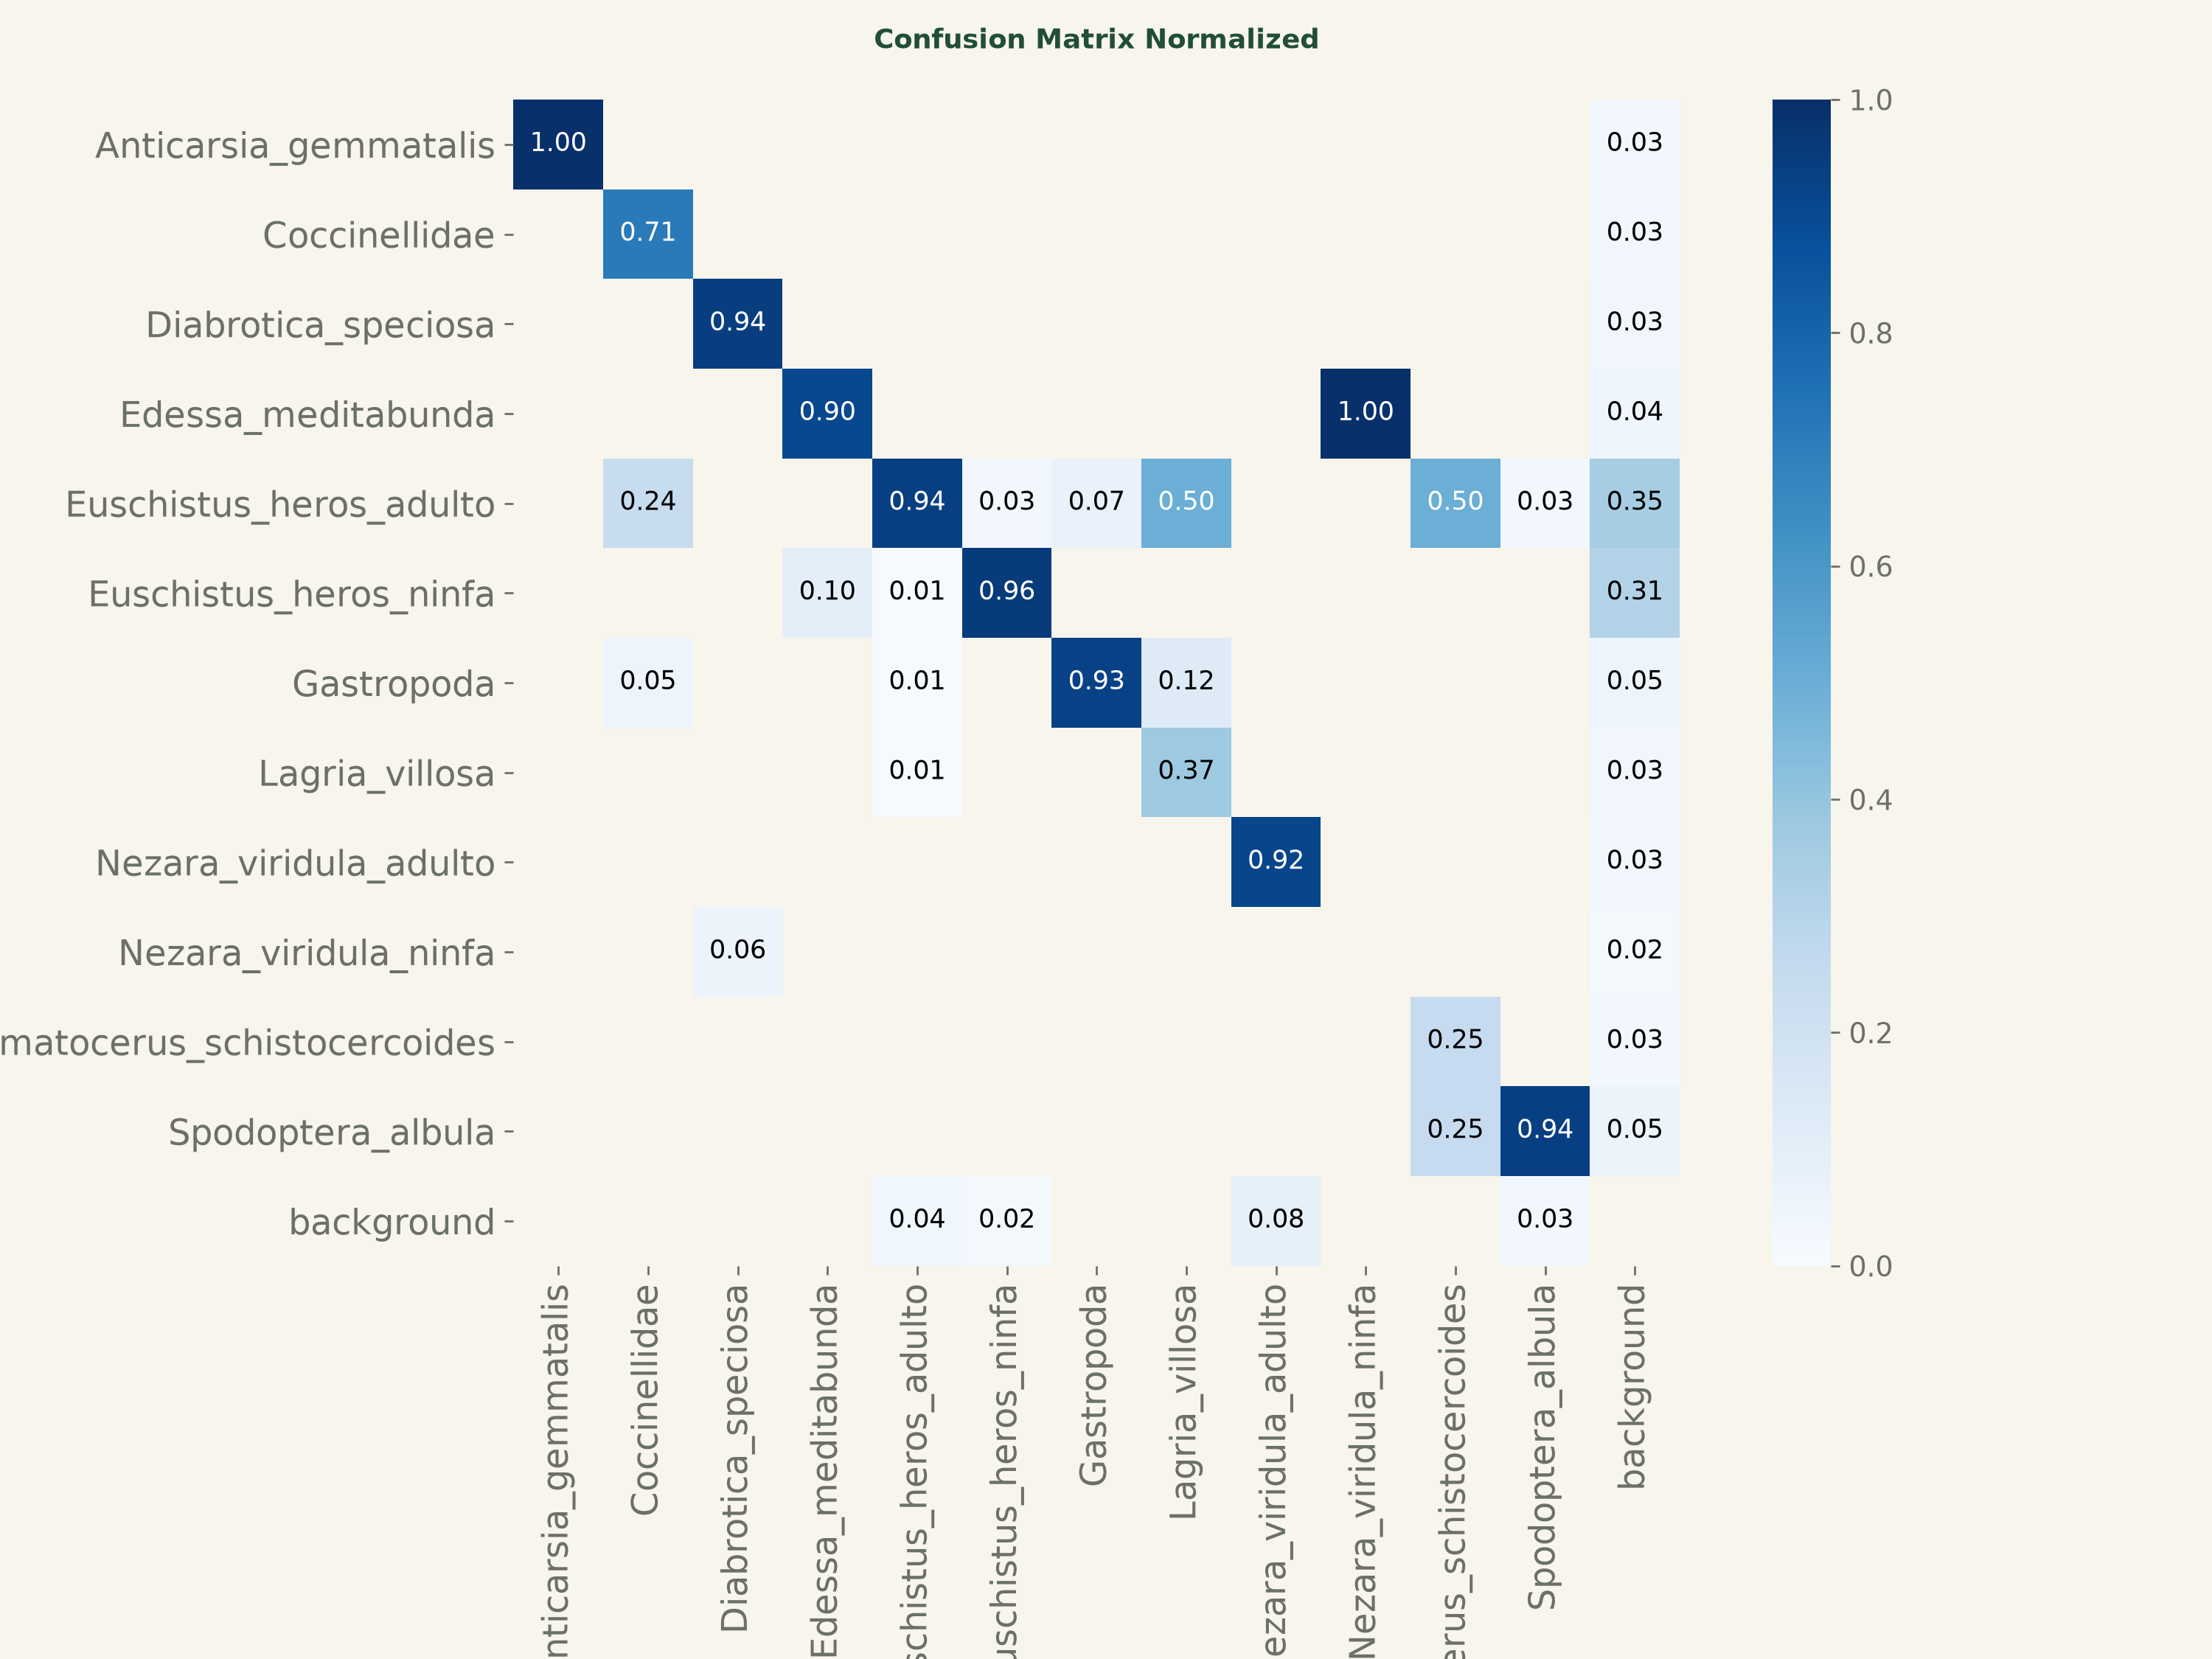 Confusion Matrix Normalized
Anticarsia_gemmatalis 1.00 0.03 1.0
Coccinellidae 0.71 0.03
Diabrotica_speciosa 0.94 0.03 0.8
Edessa_meditabunda 0.90 1.00 0.04
Euschistus_heros_adulto 0.24 0.94 0.03 0.07 0.50 0.50 0.03 0.35
0.6
Euschistus_heros_ninfa 0.10 0.01 0.96 0.31
Gastropoda 0.05 0.01 0.93 0.12 0.05
Lagria_villosa 0.01 0.37 0.03
0.4
Nezara_viridula_adulto 0.92 0.03
Nezara_viridula_ninfa 0.06 0.02
matocerus_schistocercoides 0.25 0.03
0.2
Spodoptera_albula 0.25 0.94 0.05
background 0.04 0.02 0.08 0.03
0.0
nticarsia_gemmatalis
Coccinellidae
Diabrotica_speciosa
Edessa_meditabunda
schistus_heros_adulto
uschistus_heros_ninfa
Gastropoda
Lagria_villosa
ezara_viridula_adulto
Nezara_viridula_ninfa
erus_schistocercoides
Spodoptera_albula
background